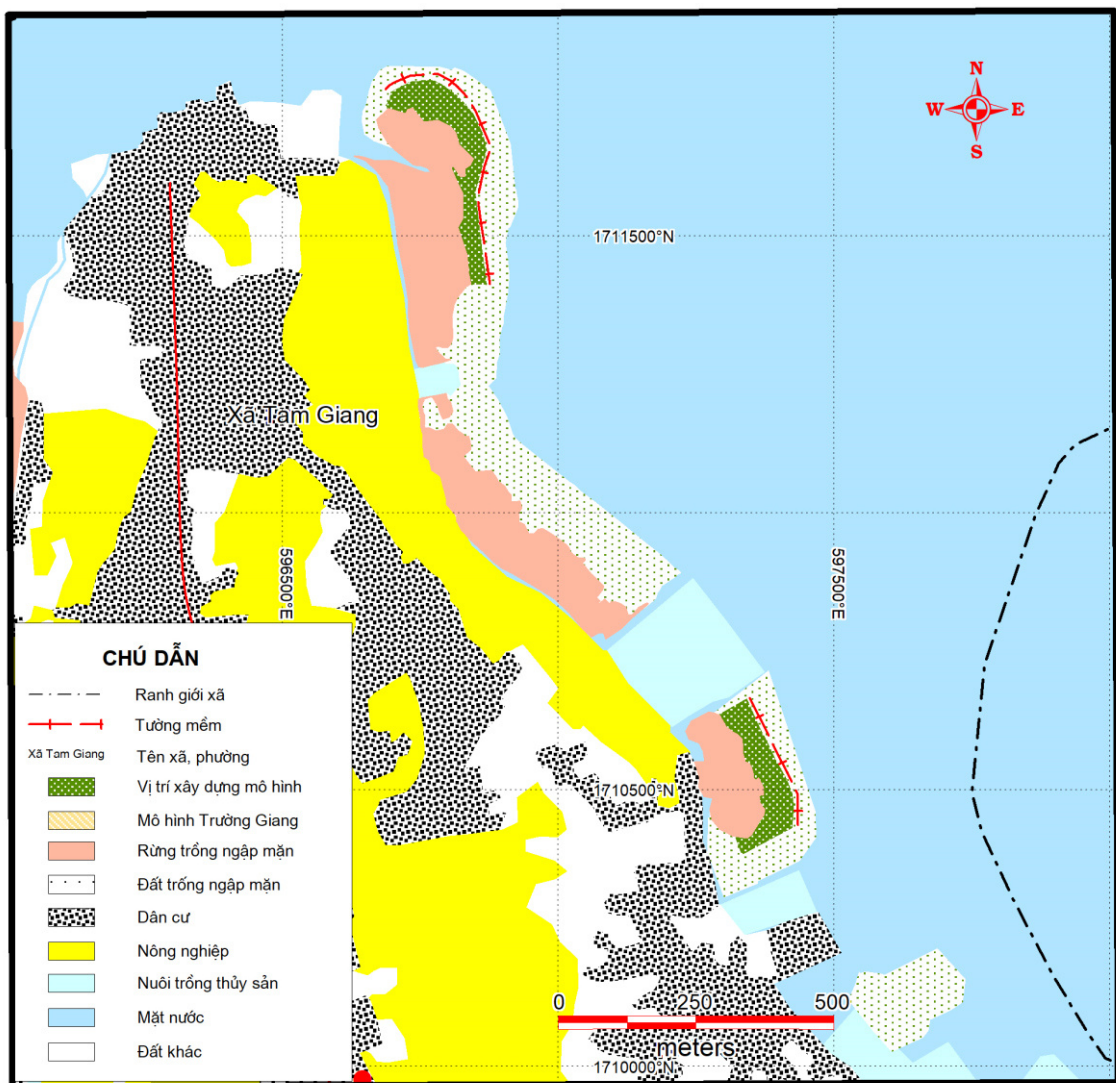 N
W E
S
1711500°N
Xã Tam Giang
596500°E
597500°E
CHÚ DẪN
Ranh giới xã
Tường mềm
Xã Tam Giang Tên xã, phường
Vị trí xây dựng mô hình
Mô hình Trường Giang
Rừng trồng ngập mặn
Đất trống ngập mặn
Dân cư
Nông nghiệp
Nuôi trồng thủy sản
Mặt nước
Đất khác
1710500°N
0 250 500
meters
1710000°N